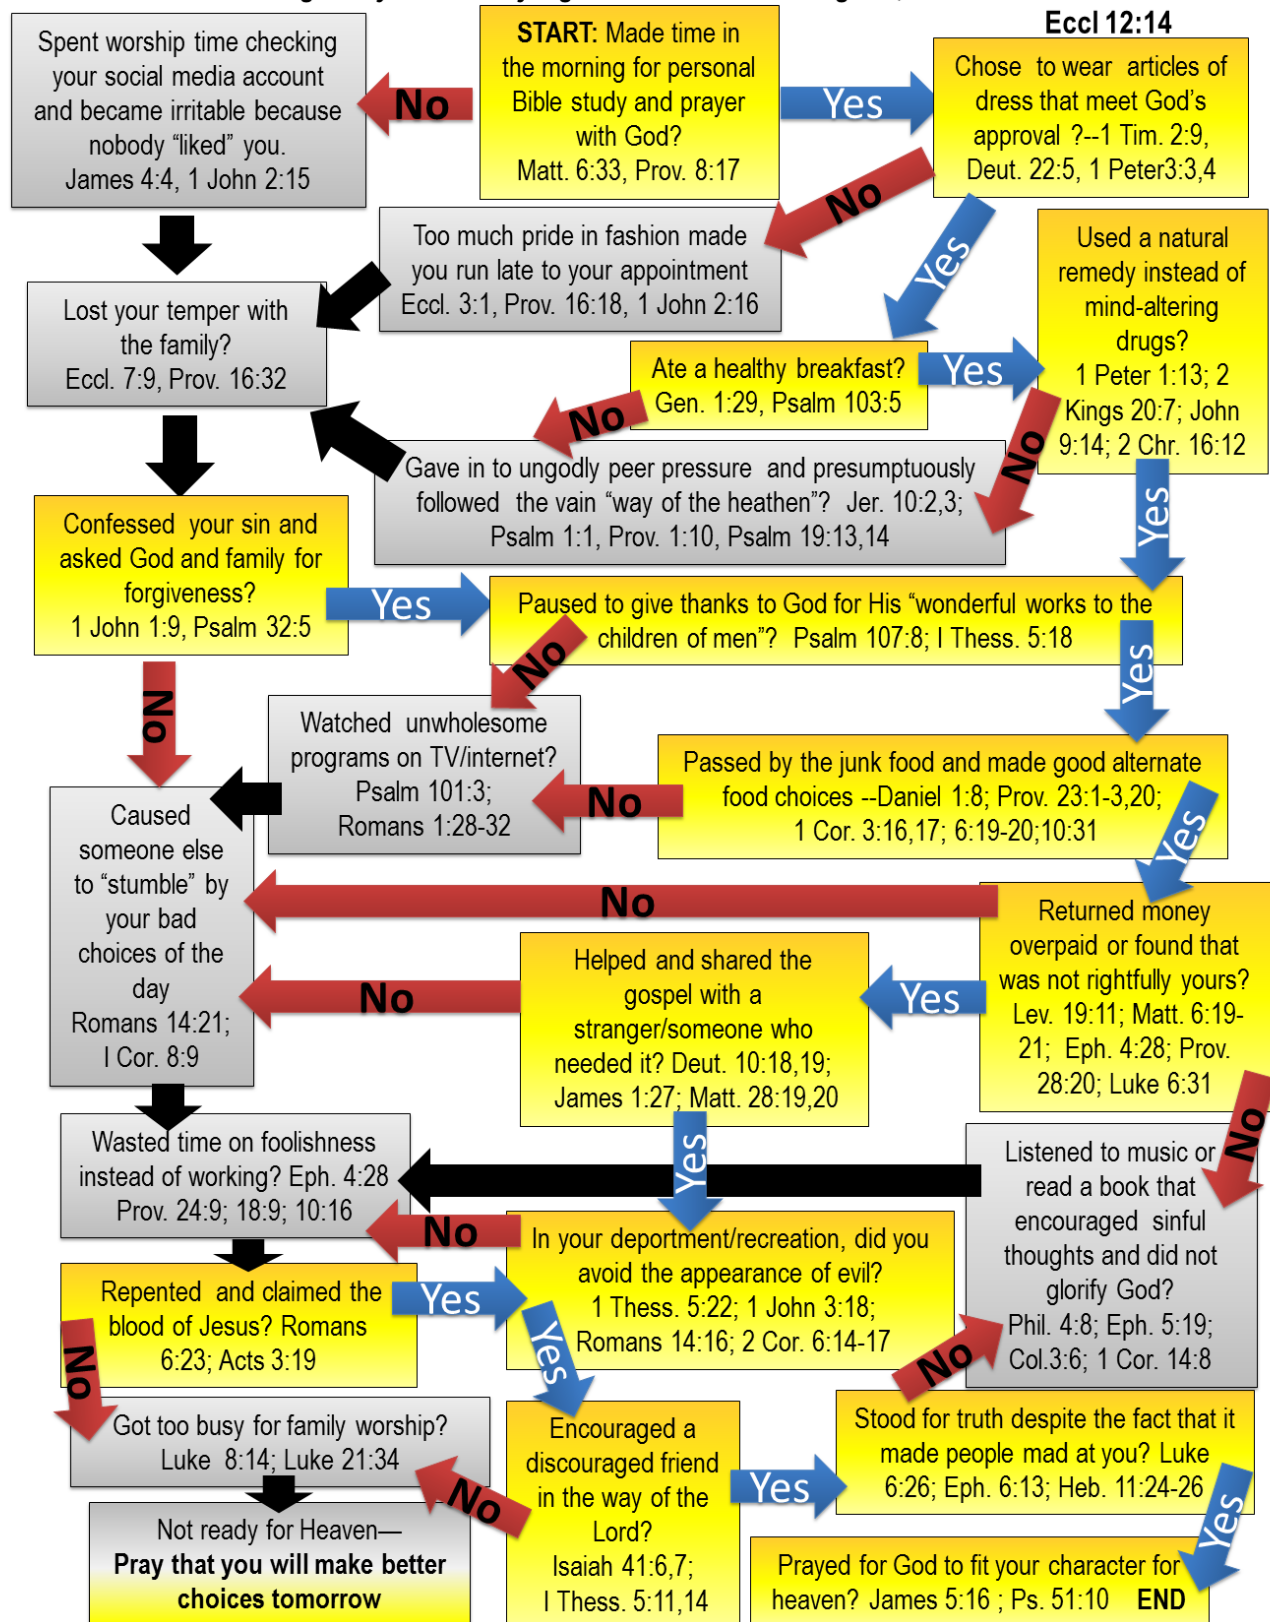 Eccl 12:14
Spent worship time checking
your social media account
and became irritable because
nobody “liked” you.
James 4:4, 1 John 2:15
No
START: Made time in
the morning for personal
Bible study and prayer
with God?
Matt. 6:33, Prov. 8:17
Yes
Chose to wear articles of
dress that meet God’s
approval ?--1 Tim. 2:9,
Deut. 22:5, 1 Peter3:3,4
No
Yes
Too much pride in fashion made
you run late to your appointment
Eccl. 3:1, Prov. 16:18, 1 John 2:16
Used a natural
remedy instead of
mind-altering
drugs?
1 Peter 1:13; 2
Kings 20:7; John
9:14; 2 Chr. 16:12
Lost your temper with
the family?
Eccl. 7:9, Prov. 16:32
Ate a healthy breakfast?
Gen. 1:29, Psalm 103:5
Yes
No
No
Yes
Gave in to ungodly peer pressure and presumptuously
followed the vain “way of the heathen”? Jer. 10:2,3;
Psalm 1:1, Prov. 1:10, Psalm 19:13,14
Confessed your sin and
asked God and family for
forgiveness?
1 John 1:9, Psalm 32:5
Yes
Paused to give thanks to God for His “wonderful works to the
children of men”? Psalm 107:8; I Thess. 5:18
No
No
Yes
Watched unwholesome
programs on TV/internet?
Psalm 101:3;
Romans 1:28-32
No
Passed by the junk food and made good alternate
food choices --Daniel 1:8; Prov. 23:1-3,20;
1 Cor. 3:16,17; 6:19-20;10:31
Yes
Caused
someone else
to “stumble” by
your bad
choices of the
day
Romans 14:21;
I Cor. 8:9
No
Returned money
overpaid or found that
was not rightfully yours?
Lev. 19:11; Matt. 6:19-
21; Eph. 4:28; Prov.
28:20; Luke 6:31
No
Helped and shared the
gospel with a
stranger/someone who
needed it? Deut. 10:18,19;
James 1:27; Matt. 28:19,20
Yes
No
Yes
Wasted time on foolishness
instead of working? Eph. 4:28
Prov. 24:9; 18:9; 10:16
Listened to music or
read a book that
encouraged sinful
thoughts and did not
glorify God?
Phil. 4:8; Eph. 5:19;
Col.3:6; 1 Cor. 14:8
No
In your deportment/recreation, did you
avoid the appearance of evil?
1 Thess. 5:22; 1 John 3:18;
Romans 14:16; 2 Cor. 6:14-17
Repented and claimed the
blood of Jesus? Romans
6:23; Acts 3:19
Yes
No
Yes
No
Got too busy for family worship?
Luke 8:14; Luke 21:34
No
Encouraged a
discouraged friend
in the way of the
Lord?
Isaiah 41:6,7;
I Thess. 5:11,14
Yes
Stood for truth despite the fact that it
made people mad at you? Luke
6:26; Eph. 6:13; Heb. 11:24-26
Yes
Not ready for Heaven—
Pray that you will make better
choices tomorrow
Prayed for God to fit your character for
heaven? James 5:16 ; Ps. 51:10 END